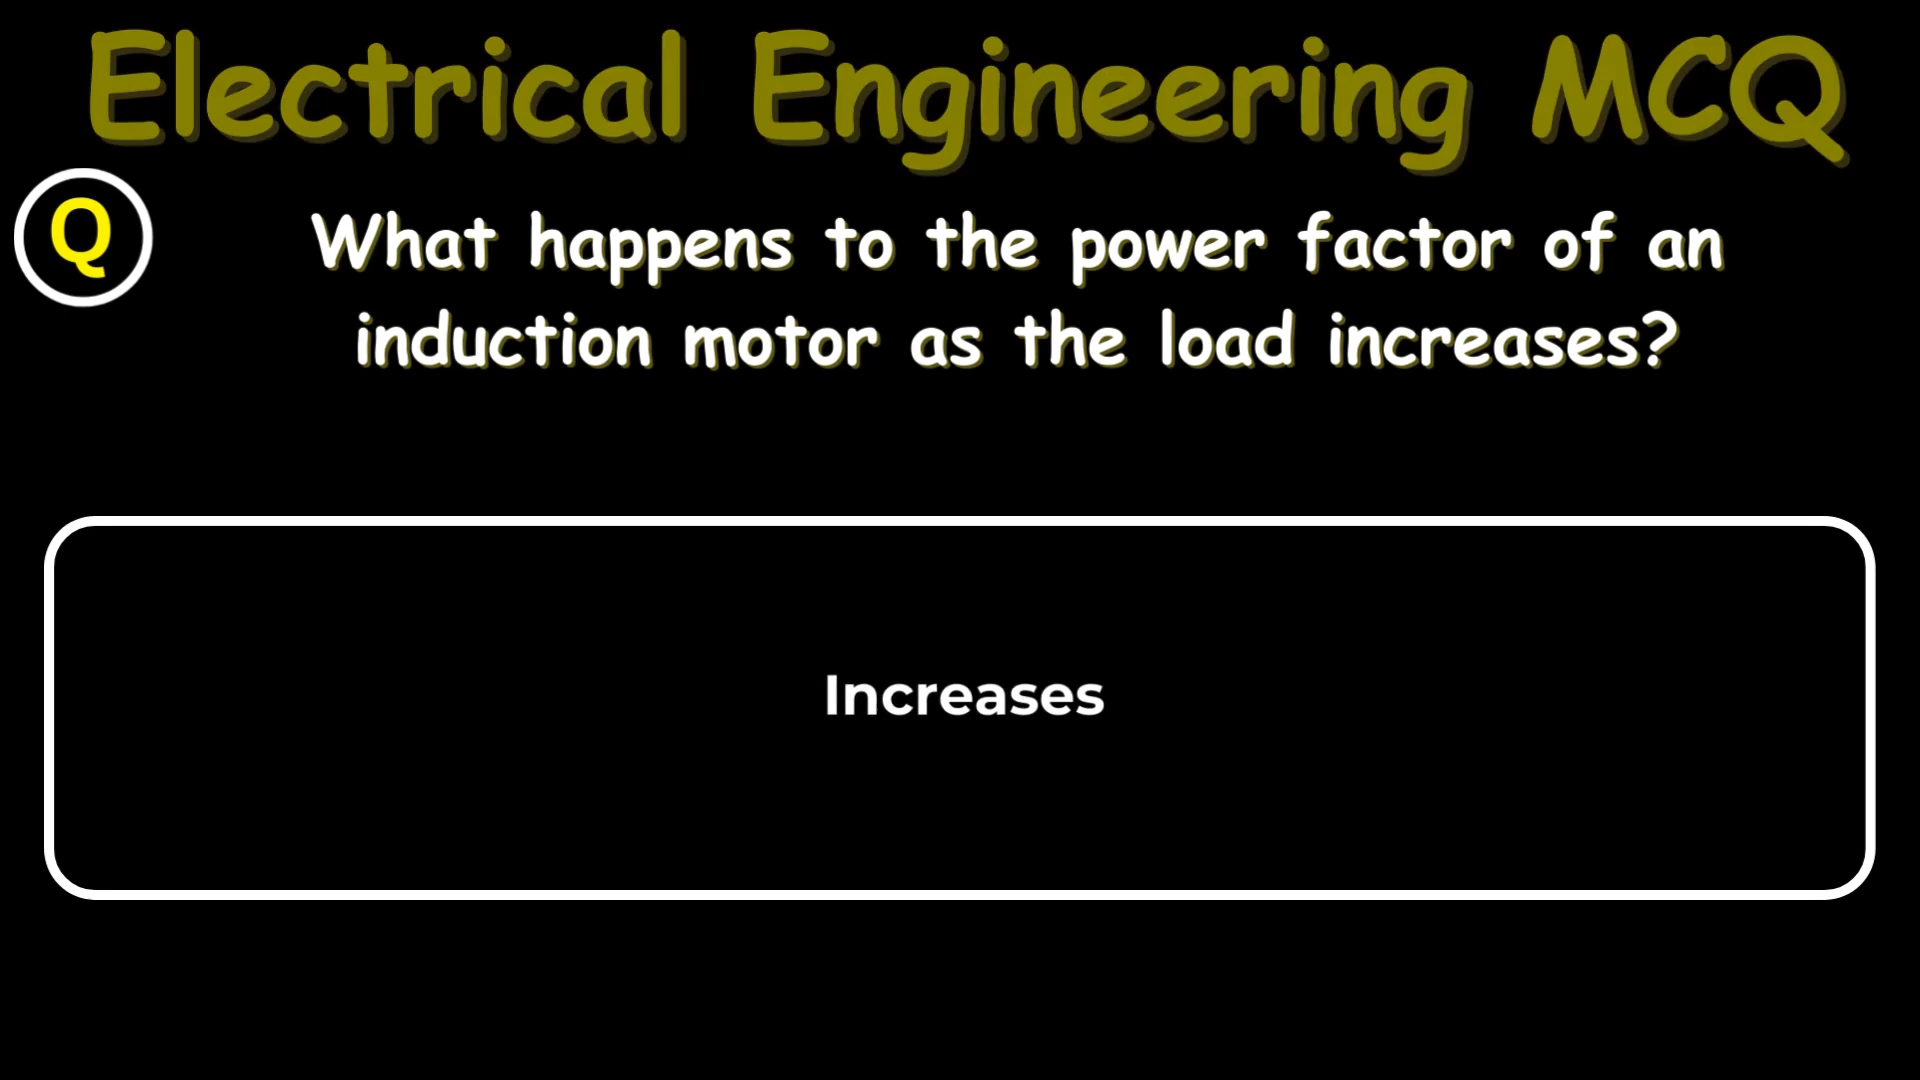 Electrical Engineering MCQ
Q
What happens to the power factor of an
induction motor as the load increases?
Increases